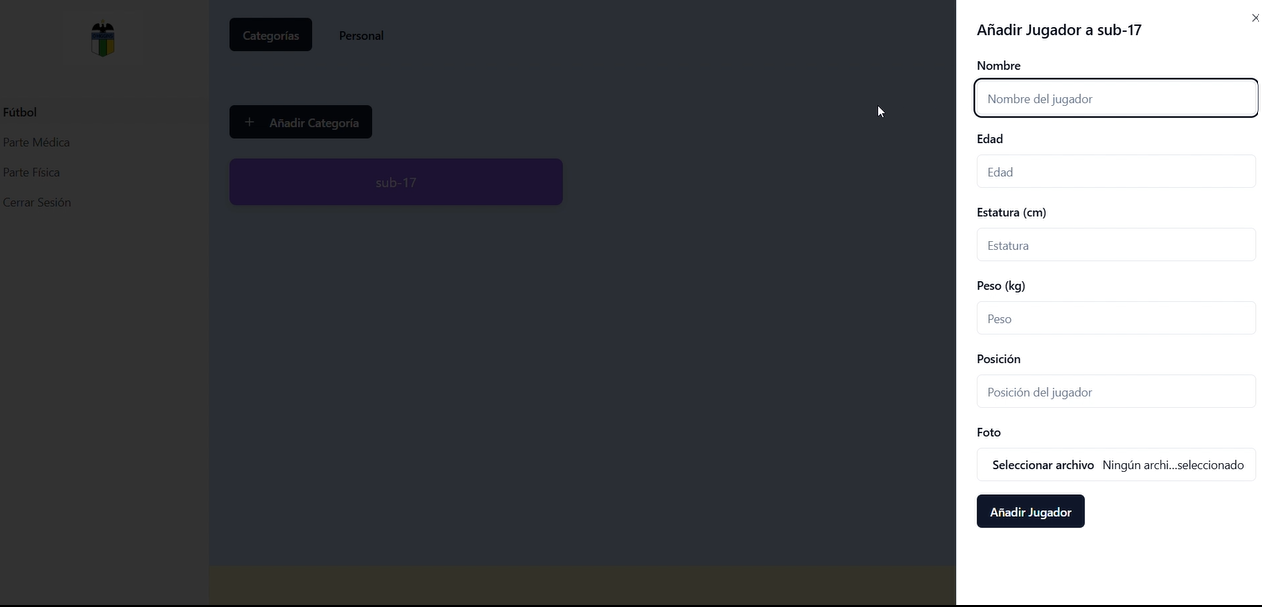 Fútbol
Parte Médica
Parte Física
Cerrar Sesión
Categorías
Personal
+ Añadir Categoría
sub-17
Añadir Jugador a sub-17
Nombre
Nombre del jugador
Edad
Edad
Estatura (cm)
Estatura
Peso (kg)
Peso
Posición
Posición del jugador
Foto
Seleccionar archivo Ningún archi...seleccionado
Añadir Jugador